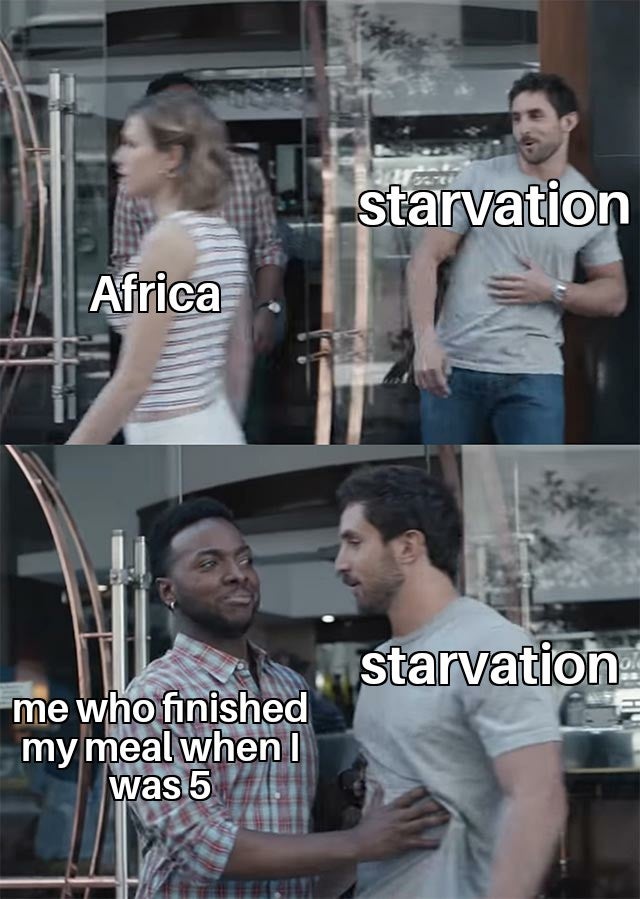 starvation
Africa
starvation
me who finished
my meal when I
was 5